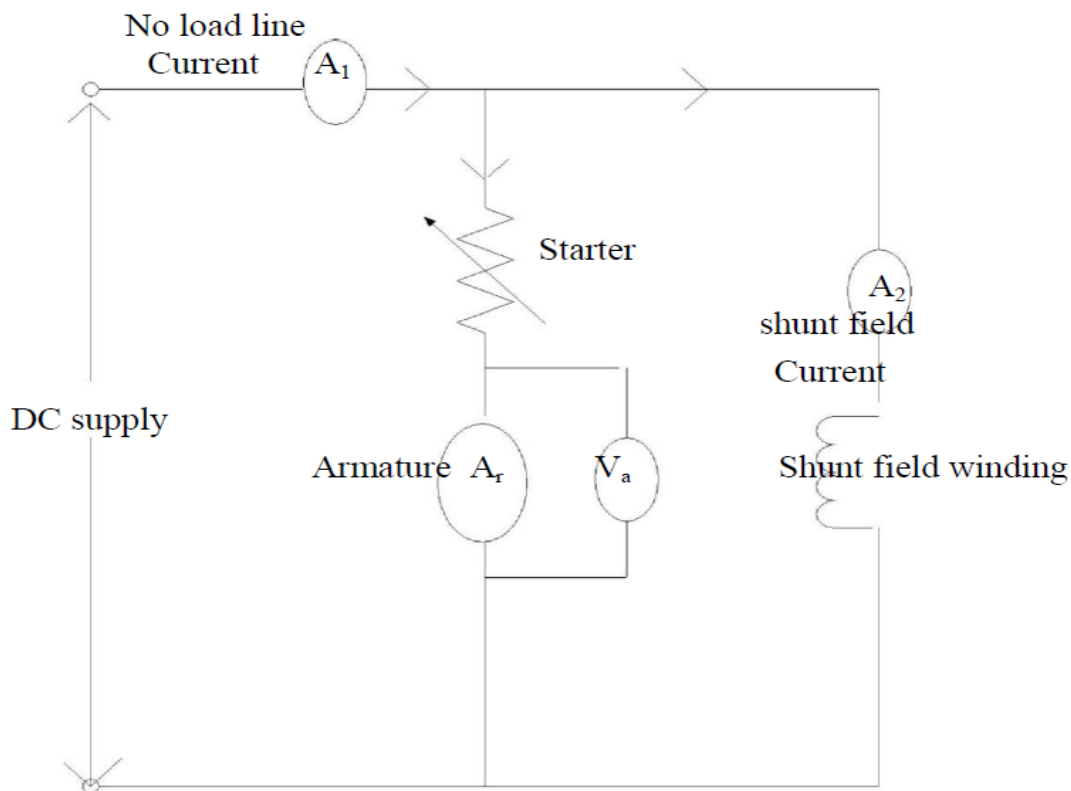 No load line
Current
A₁
Starter
A₂
shunt field
Current
DC supply
Armature
Aᵣ
Vₐ
Shunt field winding